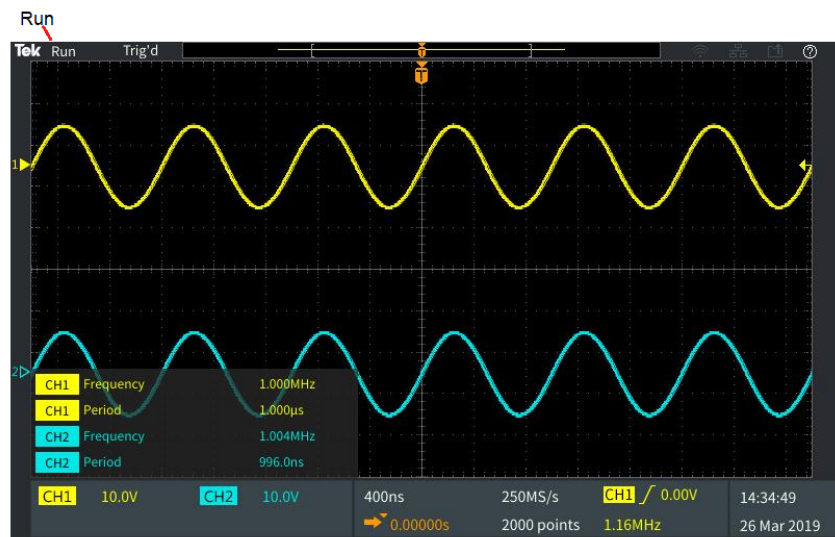 Run
Tek Run Trig'd T
T
1
2
CH1 Frequency 1.000MHz
CH1 Period 1.000µs
CH2 Frequency 1.004MHz
CH2 Period 996.0ns
CH1 10.0V CH2 10.0V 400ns 250MS/s CH1 0.00V 14:34:49
0.00000s 2000 points 1.16MHz 26 Mar 2019